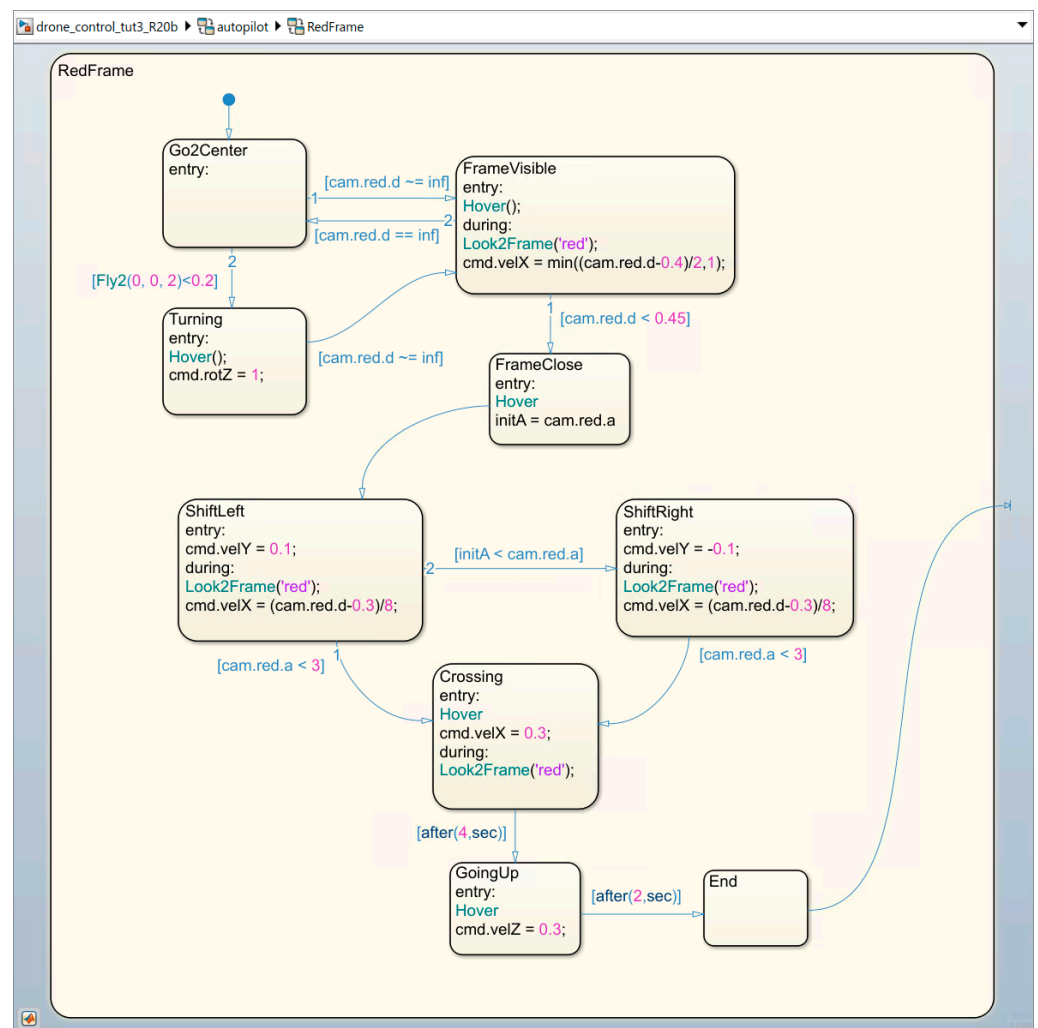 drone_control_tut3_R20b autopilot RedFrame
RedFrame
Go2Center
entry:
1
[cam.red.d ~= inf]
2
[cam.red.d == inf]
FrameVisible
entry:
Hover();
during:
Look2Frame('red');
cmd.velX = min((cam.red.d-0.4)/2,1);
2
[Fly2(0, 0, 2)<0.2]
Turning
entry:
Hover();
cmd.rotZ = 1;
[cam.red.d ~= inf]
1
[cam.red.d < 0.45]
FrameClose
entry:
Hover
initA = cam.red.a
ShiftLeft
entry:
cmd.velY = 0.1;
during:
Look2Frame('red');
cmd.velX = (cam.red.d-0.3)/8;
2
[initA < cam.red.a]
ShiftRight
entry:
cmd.velY = -0.1;
during:
Look2Frame('red');
cmd.velX = (cam.red.d-0.3)/8;
1
[cam.red.a < 3]
[cam.red.a < 3]
Crossing
entry:
Hover
cmd.velX = 0.3;
during:
Look2Frame('red');
[after(4,sec)]
GoingUp
entry:
Hover
cmd.velZ = 0.3;
[after(2,sec)]
End